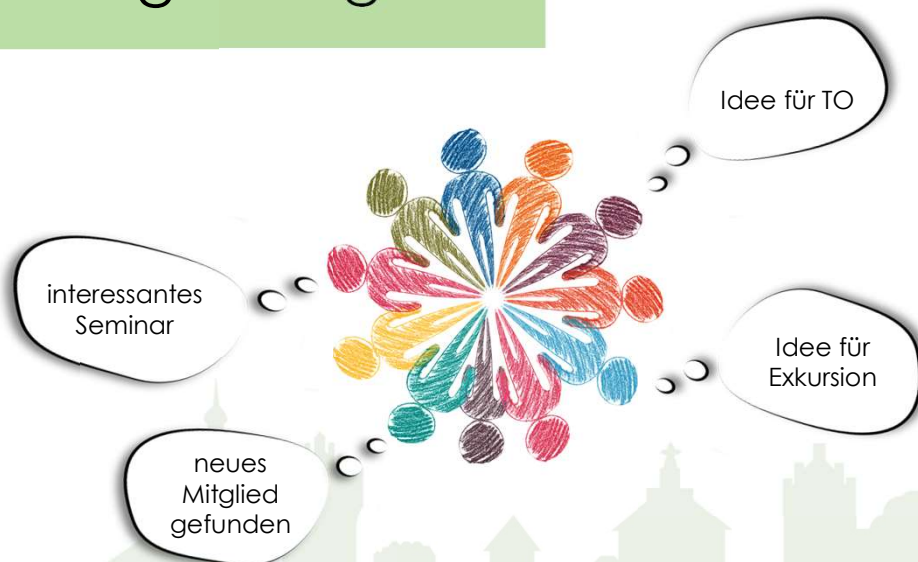 Idee für TO
interessantes
Seminar
Idee für
Exkursion
neues
Mitglied
gefunden